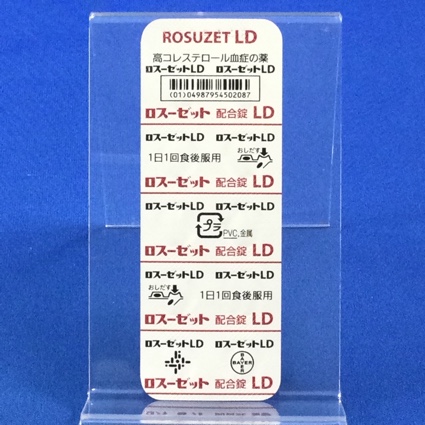 ROSUZET LD
高コレステロール血症の薬
ロスーゼットLD ロスーゼットLD
(01)04987954502087
ロスーゼット 配合錠 LD
ロスーゼットLD ロスーゼットLD
1日1回食後服用 おしだす
ロスーゼット 配合錠 LD
ロスーゼットLD ロスーゼットLD
プラ PVC,金属
ロスーゼット 配合錠 LD
ロスーゼットLD ロスーゼットLD
おしだす 1日1回食後服用
ロスーゼット 配合錠 LD
ロスーゼットLD ロスーゼットLD
BAYER
BAYER
ロスーゼット 配合錠 LD